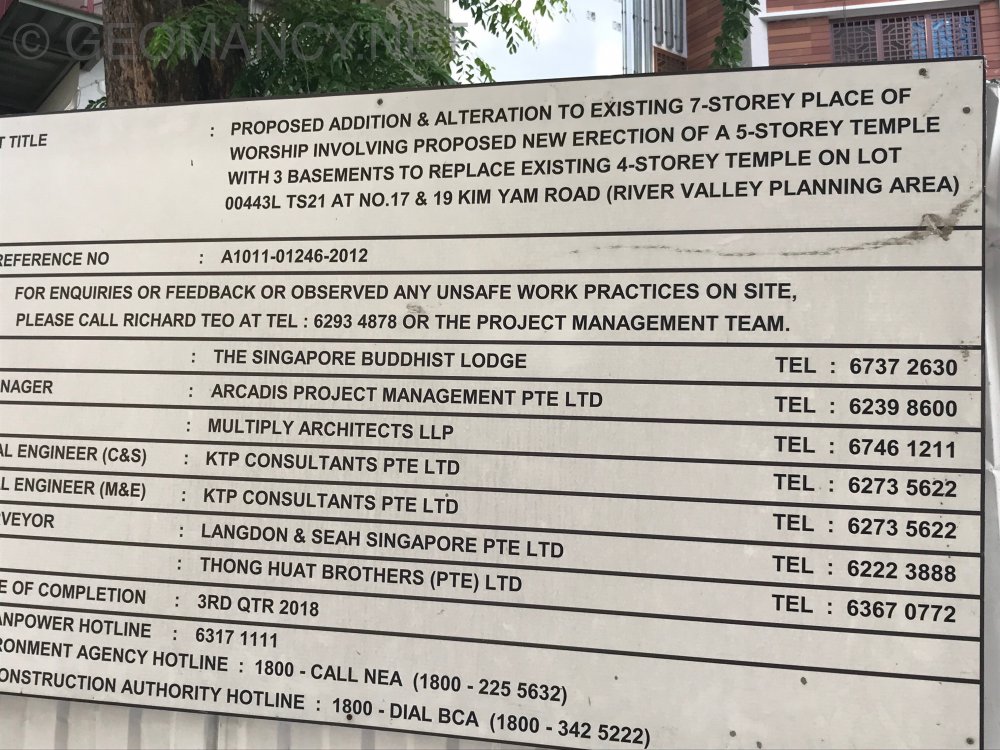 © GEOMANCY.NET
T TITLE : PROPOSED ADDITION & ALTERATION TO EXISTING 7-STOREY PLACE OF
WORSHIP INVOLVING PROPOSED NEW ERECTION OF A 5-STOREY TEMPLE
WITH 3 BASEMENTS TO REPLACE EXISTING 4-STOREY TEMPLE ON LOT
00443L TS21 AT NO.17 & 19 KIM YAM ROAD (RIVER VALLEY PLANNING AREA)
REFERENCE NO : A1011-01246-2012
FOR ENQUIRIES OR FEEDBACK OR OBSERVED ANY UNSAFE WORK PRACTICES ON SITE,
PLEASE CALL RICHARD TEO AT TEL : 6293 4878 OR THE PROJECT MANAGEMENT TEAM.
: THE SINGAPORE BUDDHIST LODGE TEL : 6737 2630
NAGER : ARCADIS PROJECT MANAGEMENT PTE LTD TEL : 6239 8600
: MULTIPLY ARCHITECTS LLP TEL : 6746 1211
AL ENGINEER (C&S) : KTP CONSULTANTS PTE LTD TEL : 6273 5622
L ENGINEER (M&E) : KTP CONSULTANTS PTE LTD TEL : 6273 5622
RVEYOR : LANGDON & SEAH SINGAPORE PTE LTD TEL : 6222 3888
: THONG HUAT BROTHERS (PTE) LTD TEL : 6367 0772
E OF COMPLETION : 3RD QTR 2018
ANPOWER HOTLINE : 6317 1111
RONMENT AGENCY HOTLINE : 1800 - CALL NEA (1800 - 225 5632)
ONSTRUCTION AUTHORITY HOTLINE : 1800 - DIAL BCA (1800 - 342 5222)